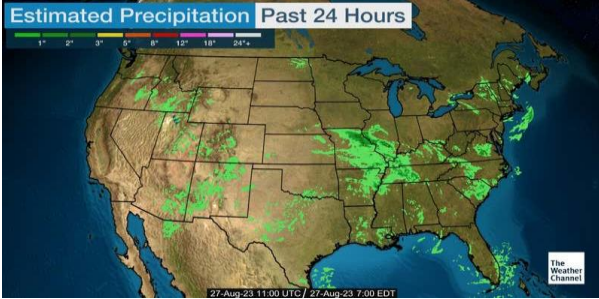 Estimated Precipitation Past 24 Hours
1" 2" 3" 5" 8" 12" 18" 24"+
The
Weather
Channel
27-Aug-23 11:00 UTC / 27-Aug-23 7:00 EDT